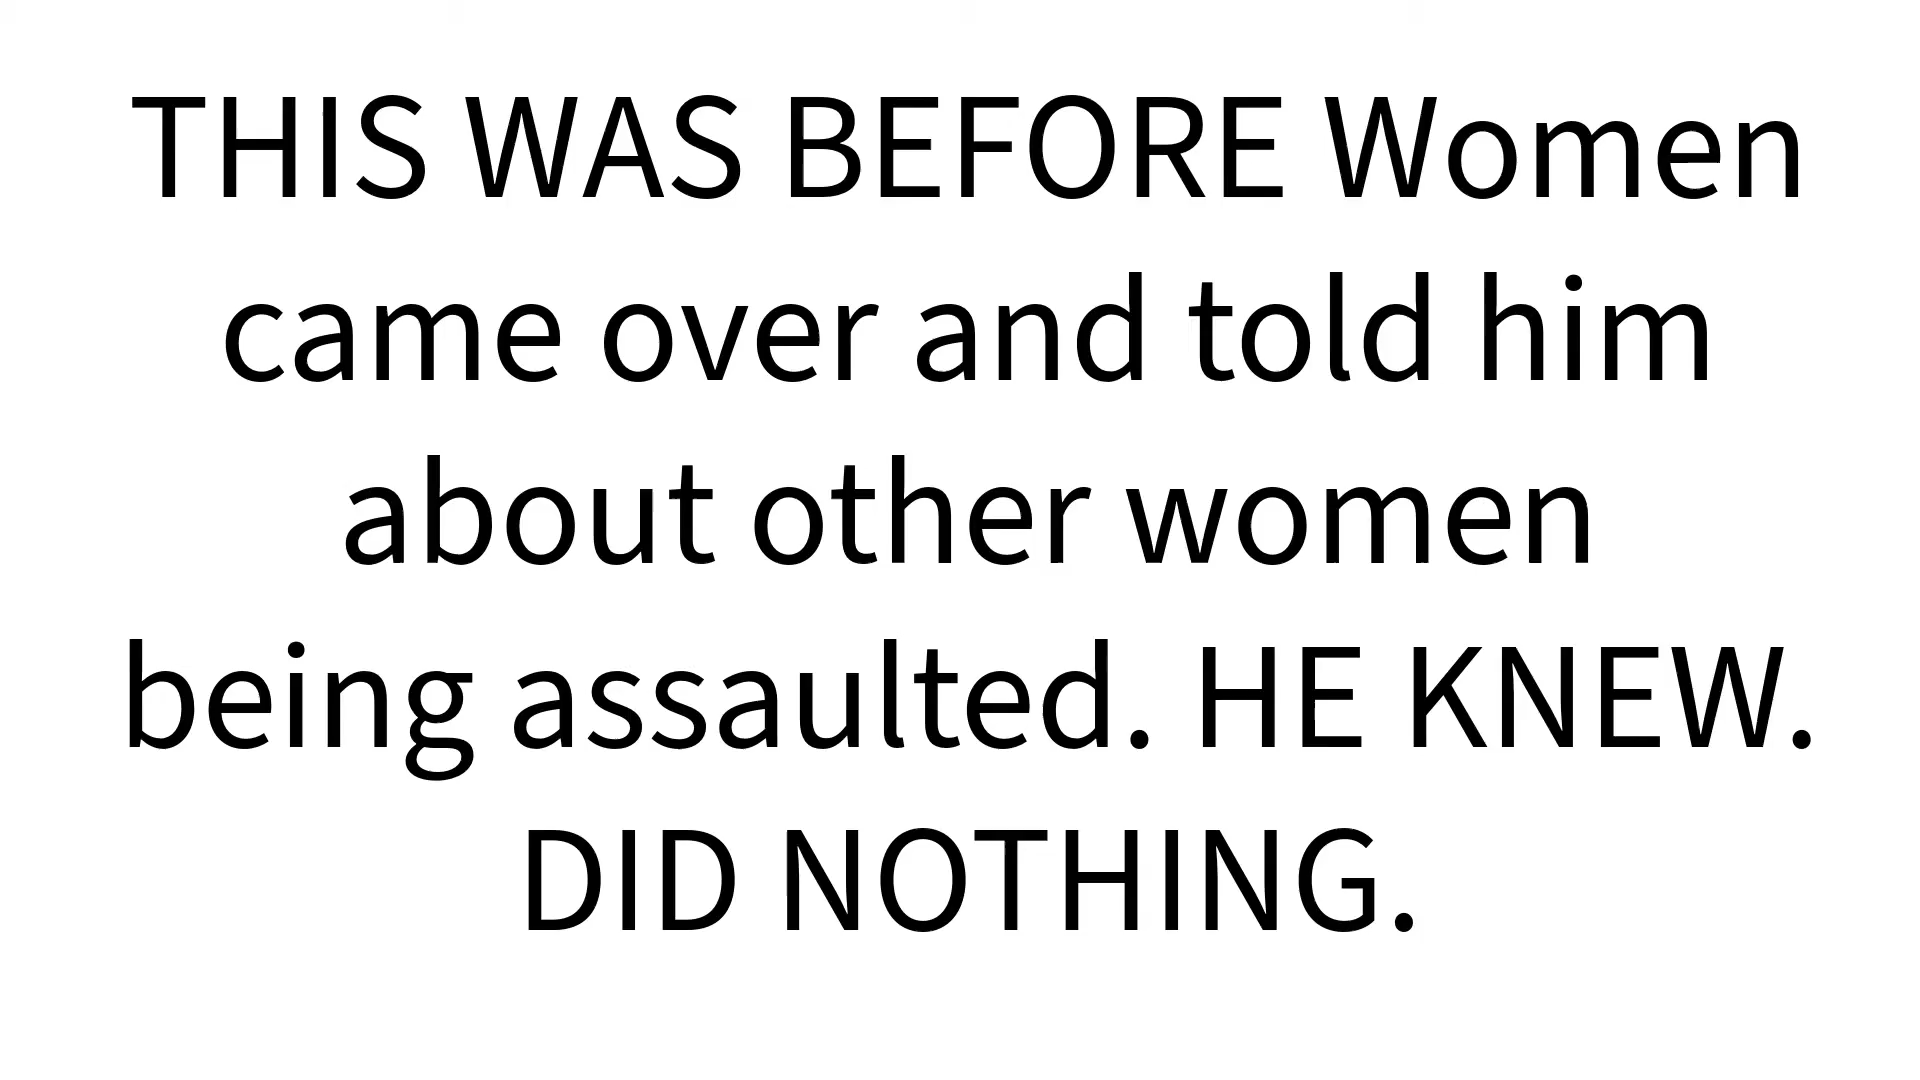 THIS WAS BEFORE Women
came over and told him
about other women
being assaulted. HE KNEW.
DID NOTHING.